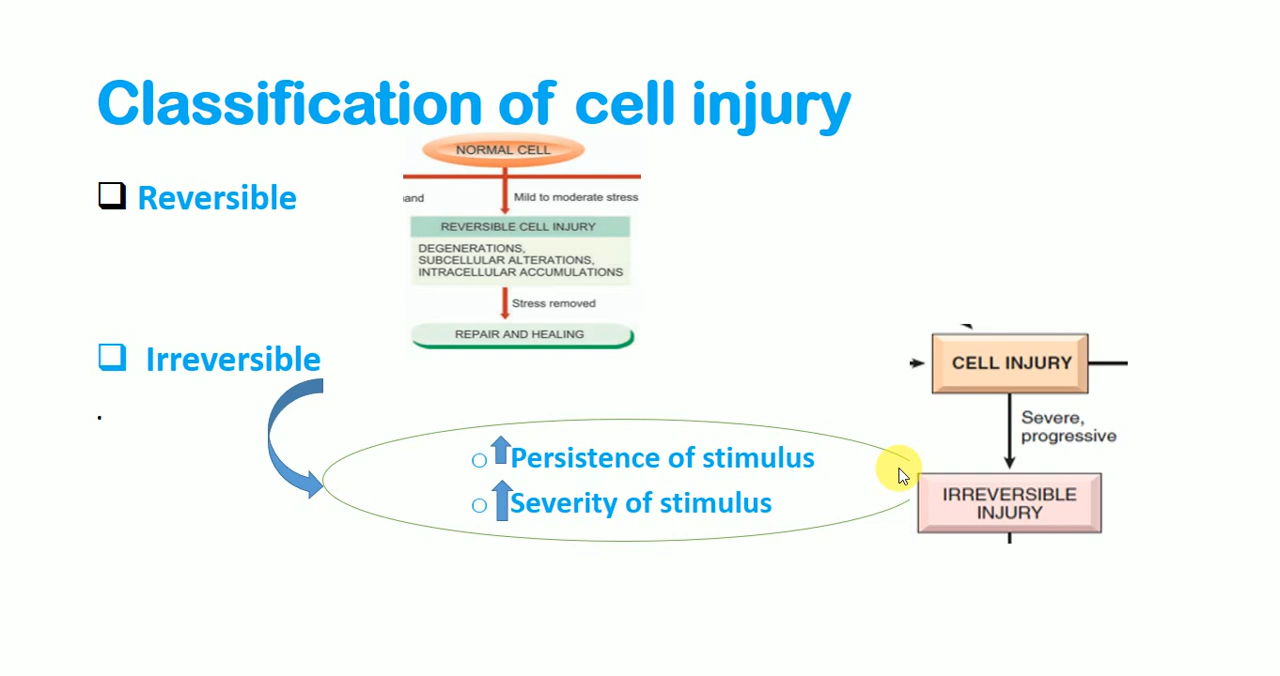 Classification of cell injury
NORMAL CELL
Reversible
and
Mild to moderate stress
REVERSIBLE CELL INJURY
DEGENERATIONS,
SUBCELLULAR ALTERATIONS,
INTRACELLULAR ACCUMULATIONS
Stress removed
REPAIR AND HEALING
Irreversible
.
Persistence of stimulus
Severity of stimulus
CELL INJURY
Severe,
progressive
IRREVERSIBLE
INJURY